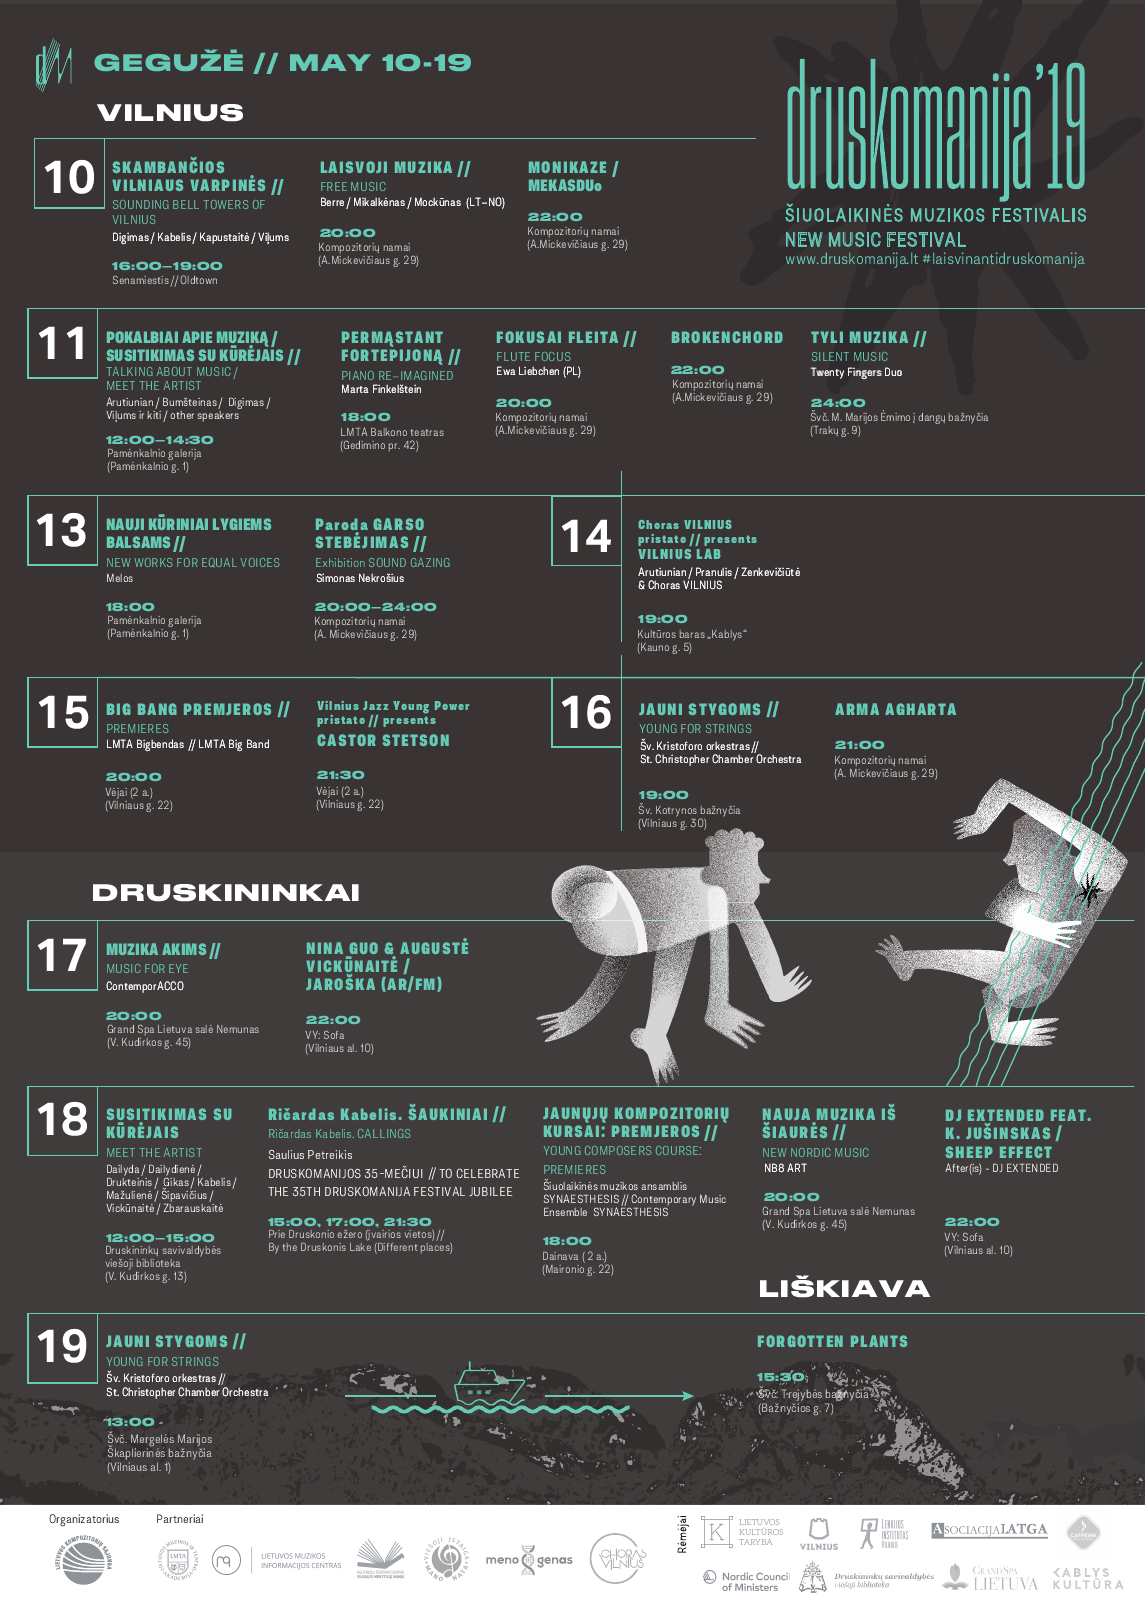 GEGUŽĖ // MAY 10-19
VILNIUS
druskomanija'19
ŠIUOLAIKINĖS MUZIKOS FESTIVALIS
NEW MUSIC FESTIVAL
www.druskomanija.lt #laisvinantidruskomanija
10
SKAMBANČIOS
VILNIAUS VARPINĖS //
SOUNDING BELL TOWERS OF
VILNIUS
Digimas / Kabelis / Kapustaitė / Viļums
16:00–19:00
Senamiestis // Oldtown
LAISVOJI MUZIKA //
FREE MUSIC
Berre / Mikalkėnas / Mockūnas (LT–NO)
20:00
Kompozitorių namai
(A.Mickevičiaus g. 29)
MONIKAZE /
MEKASDUo
22:00
Kompozitorių namai
(A.Mickevičiaus g. 29)
11
POKALBIAI APIE MUZIKĄ /
SUSITIKIMAS SU KŪRĖJAIS //
TALKING ABOUT MUSIC /
MEET THE ARTIST
Arutiunian / Bumšteinas / Digimas /
Viļums ir kiti / other speakers
12:00–14:30
Pamėnkalnio galerija
(Pamėnkalnio g. 1)
PERMĄSTANT
FORTEPIJONĄ //
PIANO RE–IMAGINED
Marta Finkelštein
18:00
LMTA Balkono teatras
(Gedimino pr. 42)
FOKUSAI FLEITA //
FLUTE FOCUS
Ewa Liebchen (PL)
20:00
Kompozitorių namai
(A.Mickevičiaus g. 29)
BROKENCHORD
22:00
Kompozitorių namai
(A.Mickevičiaus g. 29)
TYLI MUZIKA //
SILENT MUSIC
Twenty Fingers Duo
24:00
Švč. M. Marijos Ėmimo į dangų bažnyčia
(Trakų g. 9)
13
NAUJI KŪRINIAI LYGIEMS
BALSAMS //
NEW WORKS FOR EQUAL VOICES
Melos
18:00
Pamėnkalnio galerija
(Pamėnkalnio g. 1)
Paroda GARSO
STEBĖJIMAS //
Exhibition SOUND GAZING
Simonas Nekrošius
20:00–24:00
Kompozitorių namai
(A. Mickevičiaus g. 29)
14
Choras VILNIUS
pristato // presents
VILNIUS LAB
Arutiunian / Pranulis / Zenkevičiūtė
& Choras VILNIUS
19:00
Kultūros baras „Kablys“
(Kauno g. 5)
15
BIG BANG PREMJEROS //
PREMIERES
LMTA Bigbendas // LMTA Big Band
20:00
Vėjai (2 a.)
(Vilniaus g. 22)
Vilnius Jazz Young Power
pristato // presents
CASTOR STETSON
21:30
Vėjai (2 a.)
(Vilniaus g. 22)
16
JAUNI STYGOMS //
YOUNG FOR STRINGS
Šv. Kristoforo orkestras //
St. Christopher Chamber Orchestra
19:00
Šv. Kotrynos bažnyčia
(Vilniaus g. 30)
ARMA AGHARTA
21:00
Kompozitorių namai
(A. Mickevičiaus g. 29)
DRUSKININKAI
17
MUZIKA AKIMS //
MUSIC FOR EYE
ContemporACCO
20:00
Grand Spa Lietuva salė Nemunas
(V. Kudirkos g. 45)
NINA GUO & AUGUSTĖ
VICKŪNAITĖ /
JAROŠKA (AR/FM)
22:00
VY: Sofa
(Vilniaus al. 10)
18
SUSITIKIMAS SU
KŪRĖJAIS
MEET THE ARTIST
Dailyda / Dailydienė /
Drukteinis / Gikas / Kabelis /
Mažulienė / Šipavičius /
Vickūnaitė / Zbarauskaitė
12:00–15:00
Druskininkų savivaldybės
viešoji biblioteka
(V. Kudirkos g. 13)
Ričardas Kabelis. ŠAUKINIAI //
Ričardas Kabelis. CALLINGS
Saulius Petreikis
DRUSKOMANIJOS 35-MEČIUI // TO CELEBRATE
THE 35TH DRUSKOMANIJA FESTIVAL JUBILEE
15:00, 17:00, 21:30
Prie Druskonio ežero (įvairios vietos) //
By the Druskonis Lake (Different places)
JAUNŲJŲ KOMPOZITORIŲ
KURSAI: PREMJEROS //
YOUNG COMPOSERS COURSE:
PREMIERES
Šiuolaikinės muzikos ansamblis
SYNAESTHESIS // Contemporary Music
Ensemble SYNAESTHESIS
18:00
Dainava ( 2 a.)
(Maironio g. 22)
NAUJA MUZIKA IŠ
ŠIAURĖS //
NEW NORDIC MUSIC
NB8 ART
20:00
Grand Spa Lietuva salė Nemunas
(V. Kudirkos g. 45)
DJ EXTENDED FEAT.
K. JUŠINSKAS /
SHEEP EFFECT
After(is) - DJ EXTENDED
22:00
VY: Sofa
(Vilniaus al. 10)
LIŠKIAVA
19
JAUNI STYGOMS //
YOUNG FOR STRINGS
Šv. Kristoforo orkestras //
St. Christopher Chamber Orchestra
13:00
Švč. Mergelės Marijos
Škaplierinės bažnyčia
(Vilniaus al. 1)
FORGOTTEN PLANTS
15:30
Švč. Trejybės bažnyčia
(Bažnyčios g. 7)
Organizatorius
Partneriai
Rėmėjai
LMTA
LIETUVOS MUZIKOS
INFORMACIJOS CENTRAS
meno genas
CHORAS
VILNIUS
LIETUVOS
KULTŪROS
TARYBA
VILNIUS
LENKIJOS
INSTITUTAS
VILNIUJE
ASOCIACIJA LATGA
CAFFEINE
Nordic Council
of Ministers
Druskininkų savivaldybės
viešoji biblioteka
GRAND SPA
LIETUVA
KABLYS
KULTŪRA